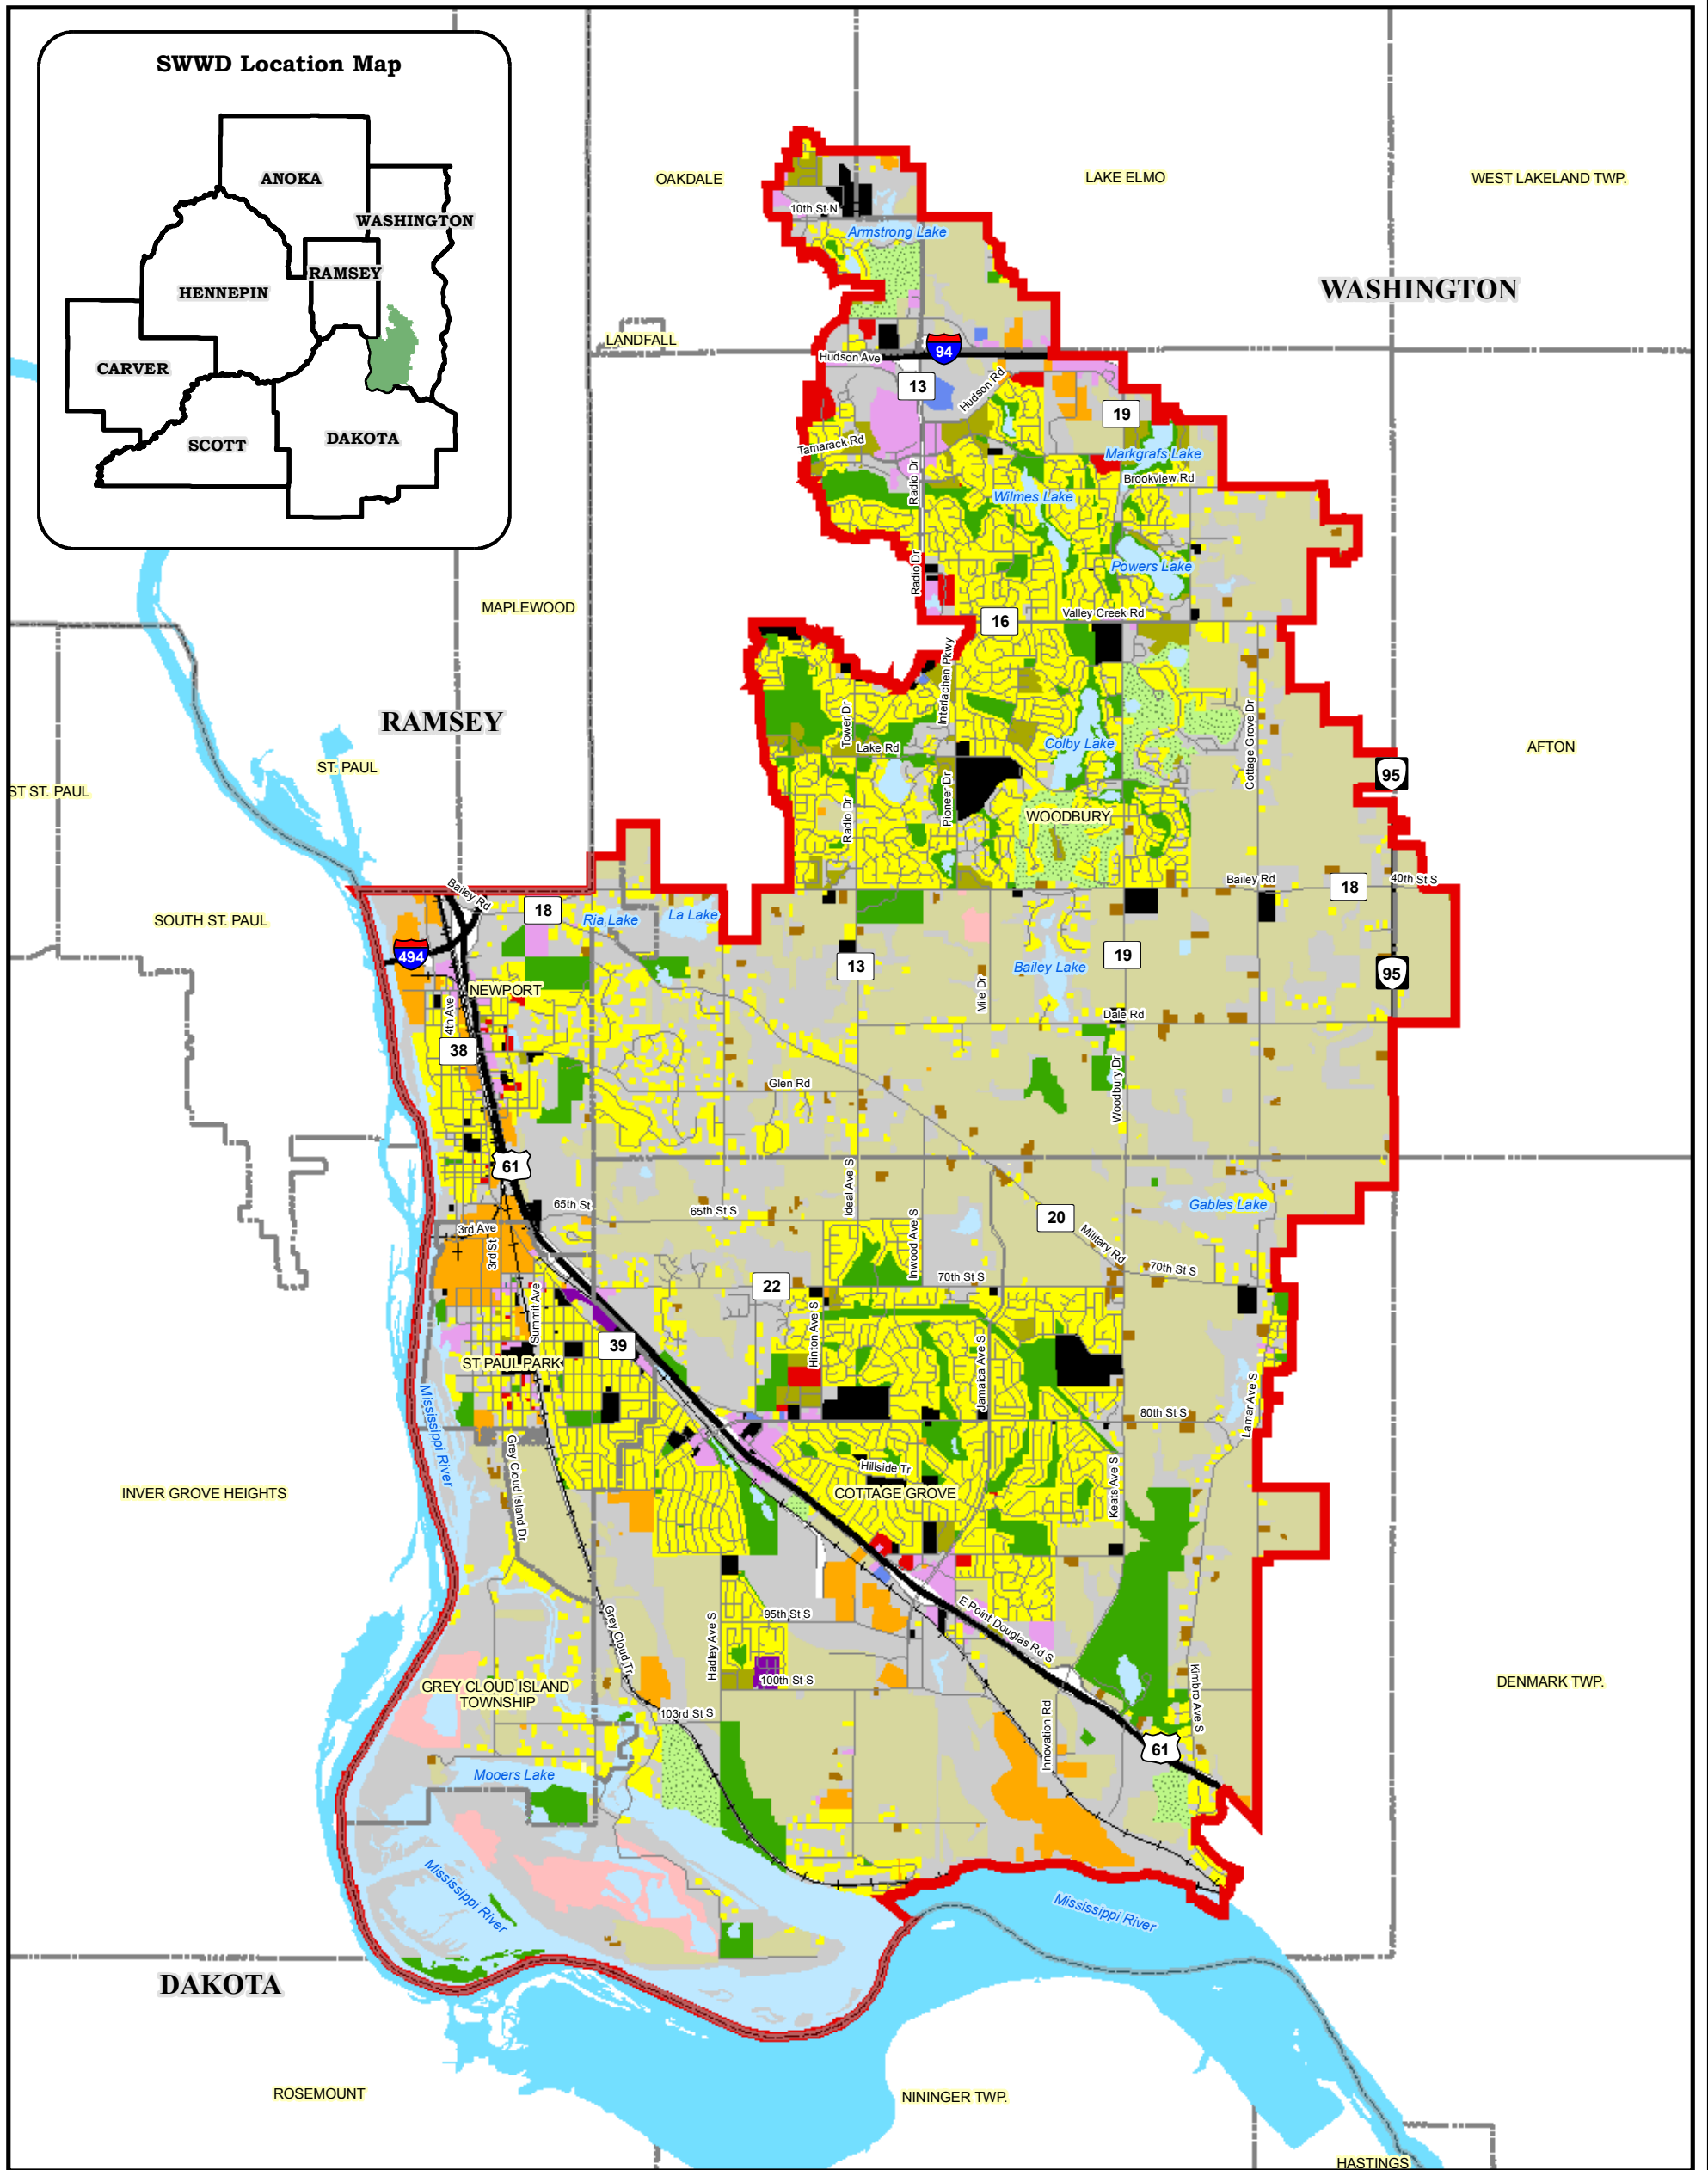 SWWD Location Map
ANOKA
WASHINGTON
RAMSEY
HENNEPIN
CARVER
SCOTT
DAKOTA
OAKDALE
LAKE ELMO
WEST LAKELAND TWP.
10th St N
Armstrong Lake
WASHINGTON
LANDFALL
Hudson Ave
94
13
Hudson Rd
19
Tamarack Rd
Markgrafs Lake
Radio Dr
Brookview Rd
Wilmes Lake
Radio Dr
Powers Lake
MAPLEWOOD
16
Valley Creek Rd
Interlachen Pkwy
RAMSEY
Tower Dr
Lake Rd
Colby Lake
Cottage Grove Dr
AFTON
ST. PAUL
95
ST ST. PAUL
Radio Dr
Pioneer Dr
WOODBURY
Bailey Rd
Bailey Rd
18
40th St S
18
Ria Lake
La Lake
SOUTH ST. PAUL
494
13
Bailey Lake
19
95
NEWPORT
4th Ave
Mile Dr
Dale Rd
38
Glen Rd
Woodbury Dr
61
Ideal Ave S
65th St
65th St S
Gables Lake
20
3rd Ave
3rd St
Inwood Ave S
Military Rd
70th St S
70th St S
22
Summit Ave
Hinton Ave S
39
ST PAUL PARK
Jamaica Ave S
Lamar Ave S
80th St S
Mississippi River
Grey Cloud Island Dr
Hillside Tr
Keats Ave S
INVER GROVE HEIGHTS
COTTAGE GROVE
95th St S
E Point Douglas Rd S
Grey Cloud Tr
Hadley Ave S
100th St S
Kimbro Ave S
GREY CLOUD ISLAND
TOWNSHIP
DENMARK TWP.
103rd St S
Innovation Rd
61
Mooers Lake
Mississippi River
Mississippi River
DAKOTA
ROSEMOUNT
NININGER TWP.
HASTINGS